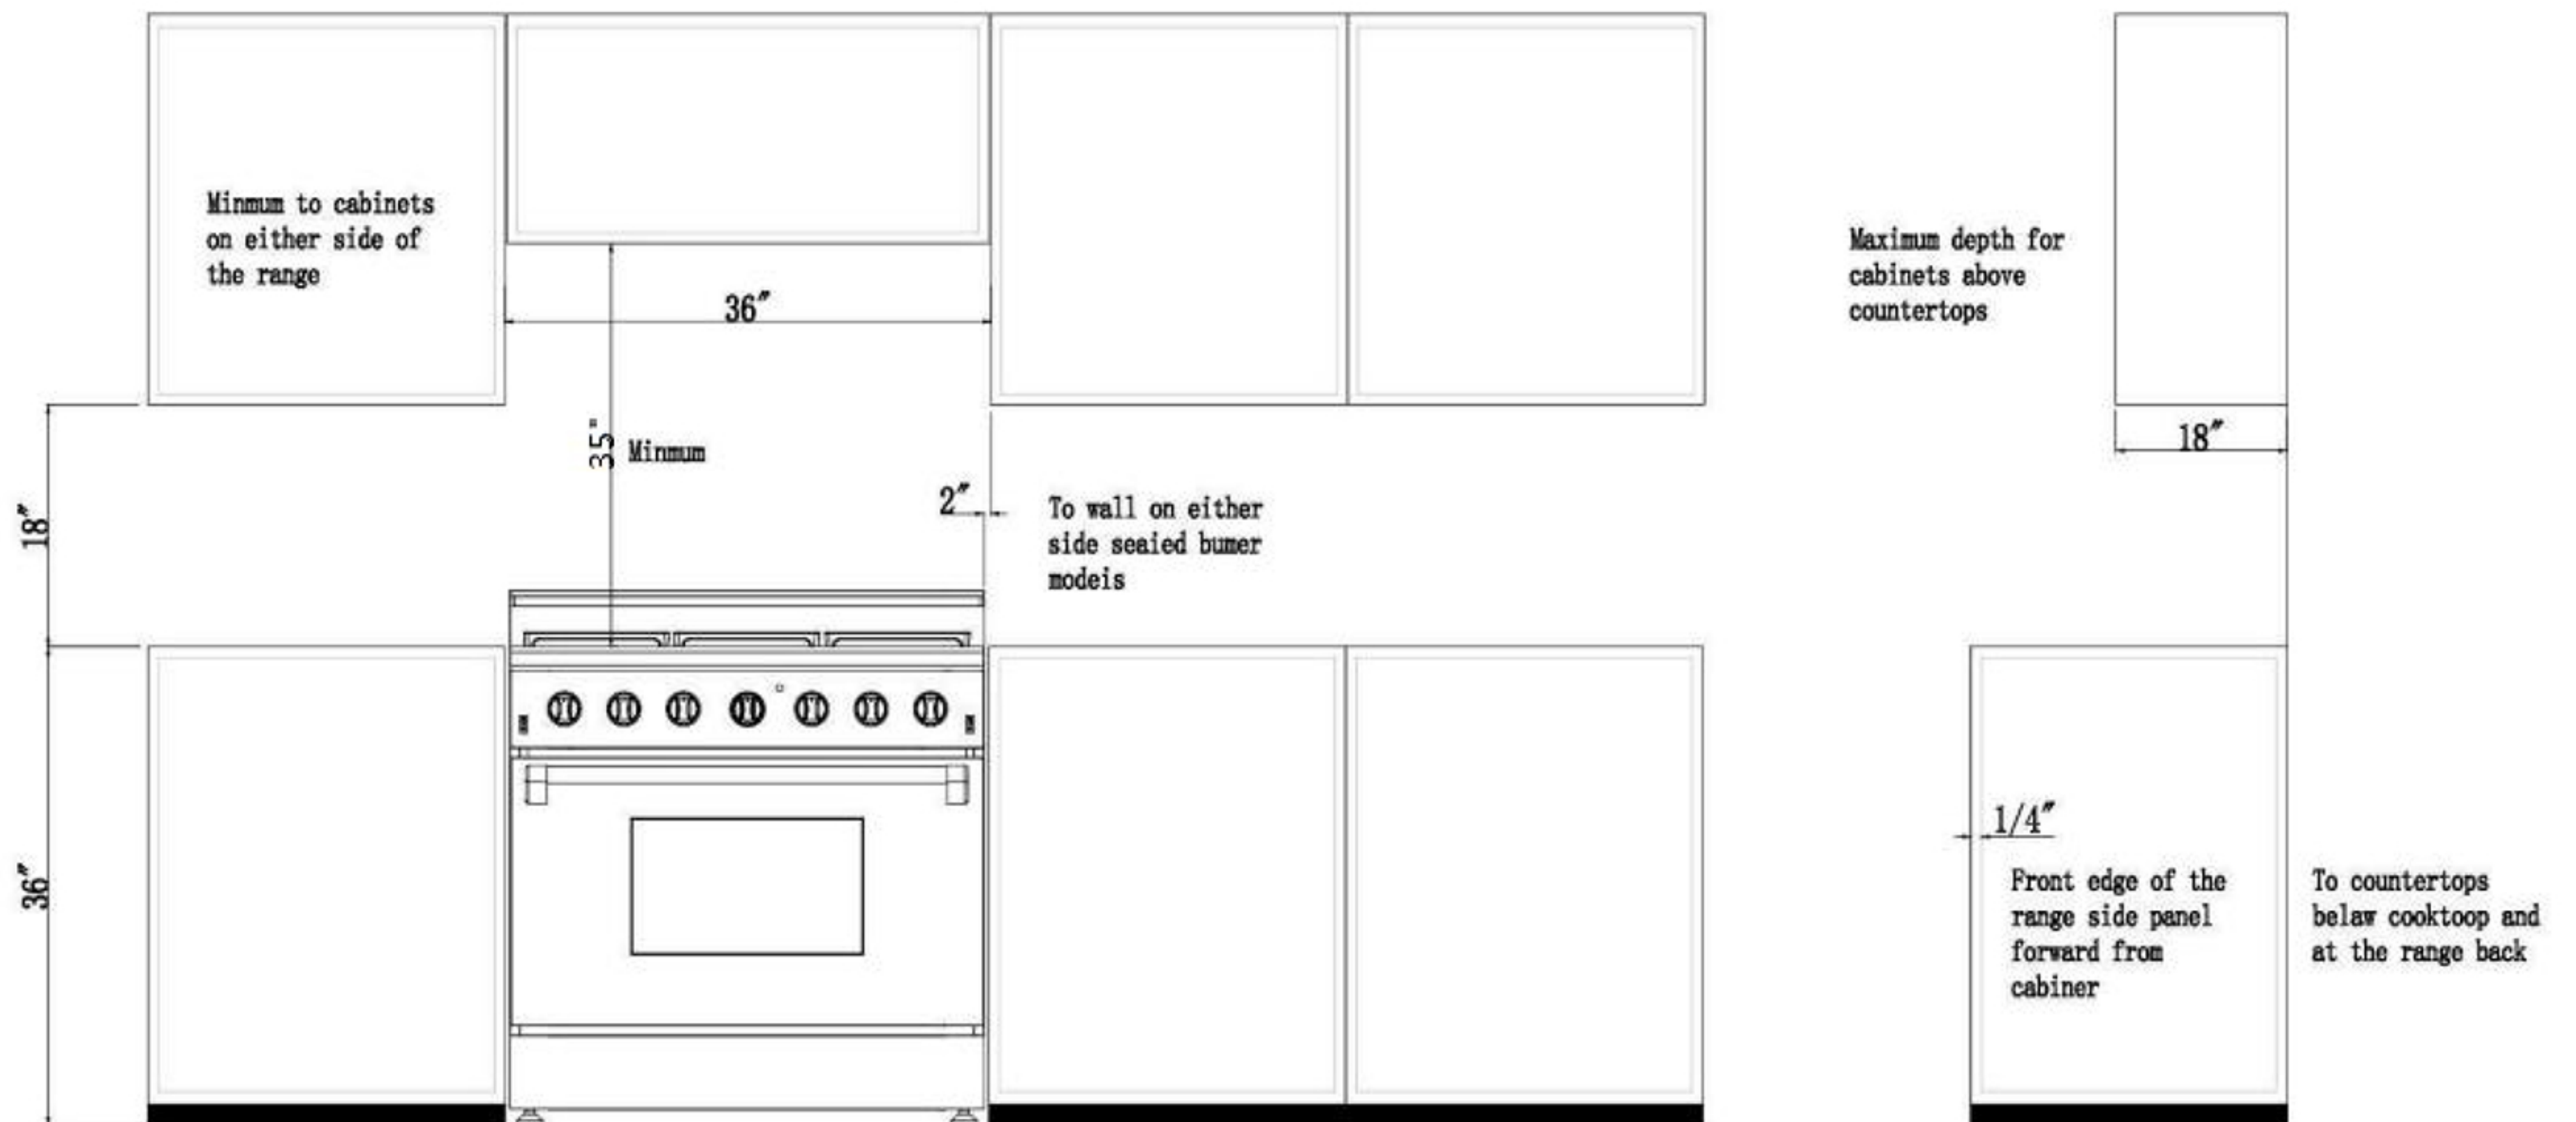 Minmum to cabinets
on either side of
the range
36"
35"
Minmum
18"
2"
To wall on either
side seaied bumer
modeis
36"
Maximum depth for
cabinets above
countertops
18"
1/4"
Front edge of the
range side panel
forward from
cabiner
To countertops
belaw cooktoop and
at the range back